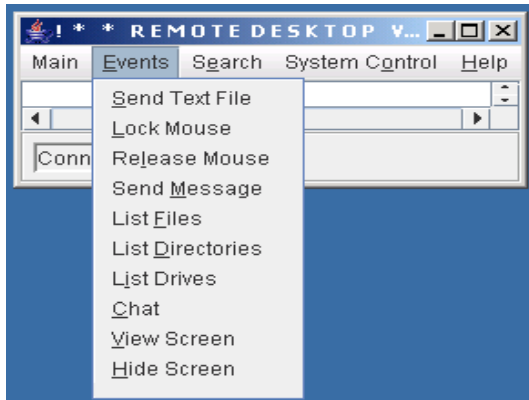 ! * * REMOTE DESKTOP V...
Main Events Search System Control Help
Send Text File
Lock Mouse
Conn
Release Mouse
Send Message
List Files
List Directories
List Drives
Chat
View Screen
Hide Screen